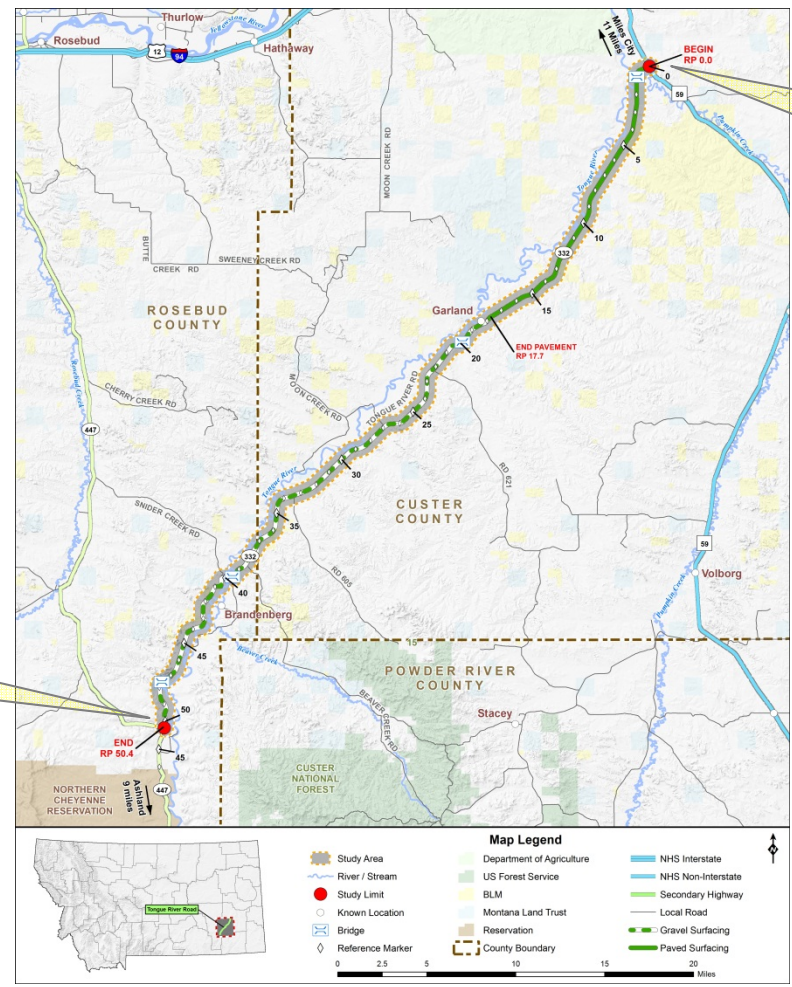 Thurlow
Yellowstone River
Rosebud
12
94
Hathaway
Miles City
11 Miles
BEGIN
RP 0.0
0
59
Pumpkin Creek
MOON CREEK RD
Tongue River
5
10
BUTTE
CREEK RD
SWEENEY CREEK RD
332
ROSEBUD
COUNTY
Garland
15
END PAVEMENT
RP 17.7
20
Rosebud Creek
MOON CREEK RD
TONGUE RIVER RD
CHERRY CREEK RD
25
447
30
RD 621
Tongue River
CUSTER
COUNTY
SNIDER CREEK RD
35
59
332
RD 605
Volborg
40
Pumpkin Creek
Brandenberg
45
15
Beaver Creek
POWDER RIVER
COUNTY
BEAVER CREEK RD
50
Stacey
END
RP 50.4
45
CUSTER
NATIONAL
FOREST
NORTHERN
CHEYENNE
RESERVATION
447
Ashland
9 miles
Tongue River Road
Map Legend
N
Study Area
River / Stream
Study Limit
Known Location
Bridge
Reference Marker
Department of Agriculture
US Forest Service
BLM
Montana Land Trust
Reservation
County Boundary
NHS Interstate
NHS Non-Interstate
Secondary Highway
Local Road
Gravel Surfacing
Paved Surfacing
0 2.5 5 10 15 20
Miles